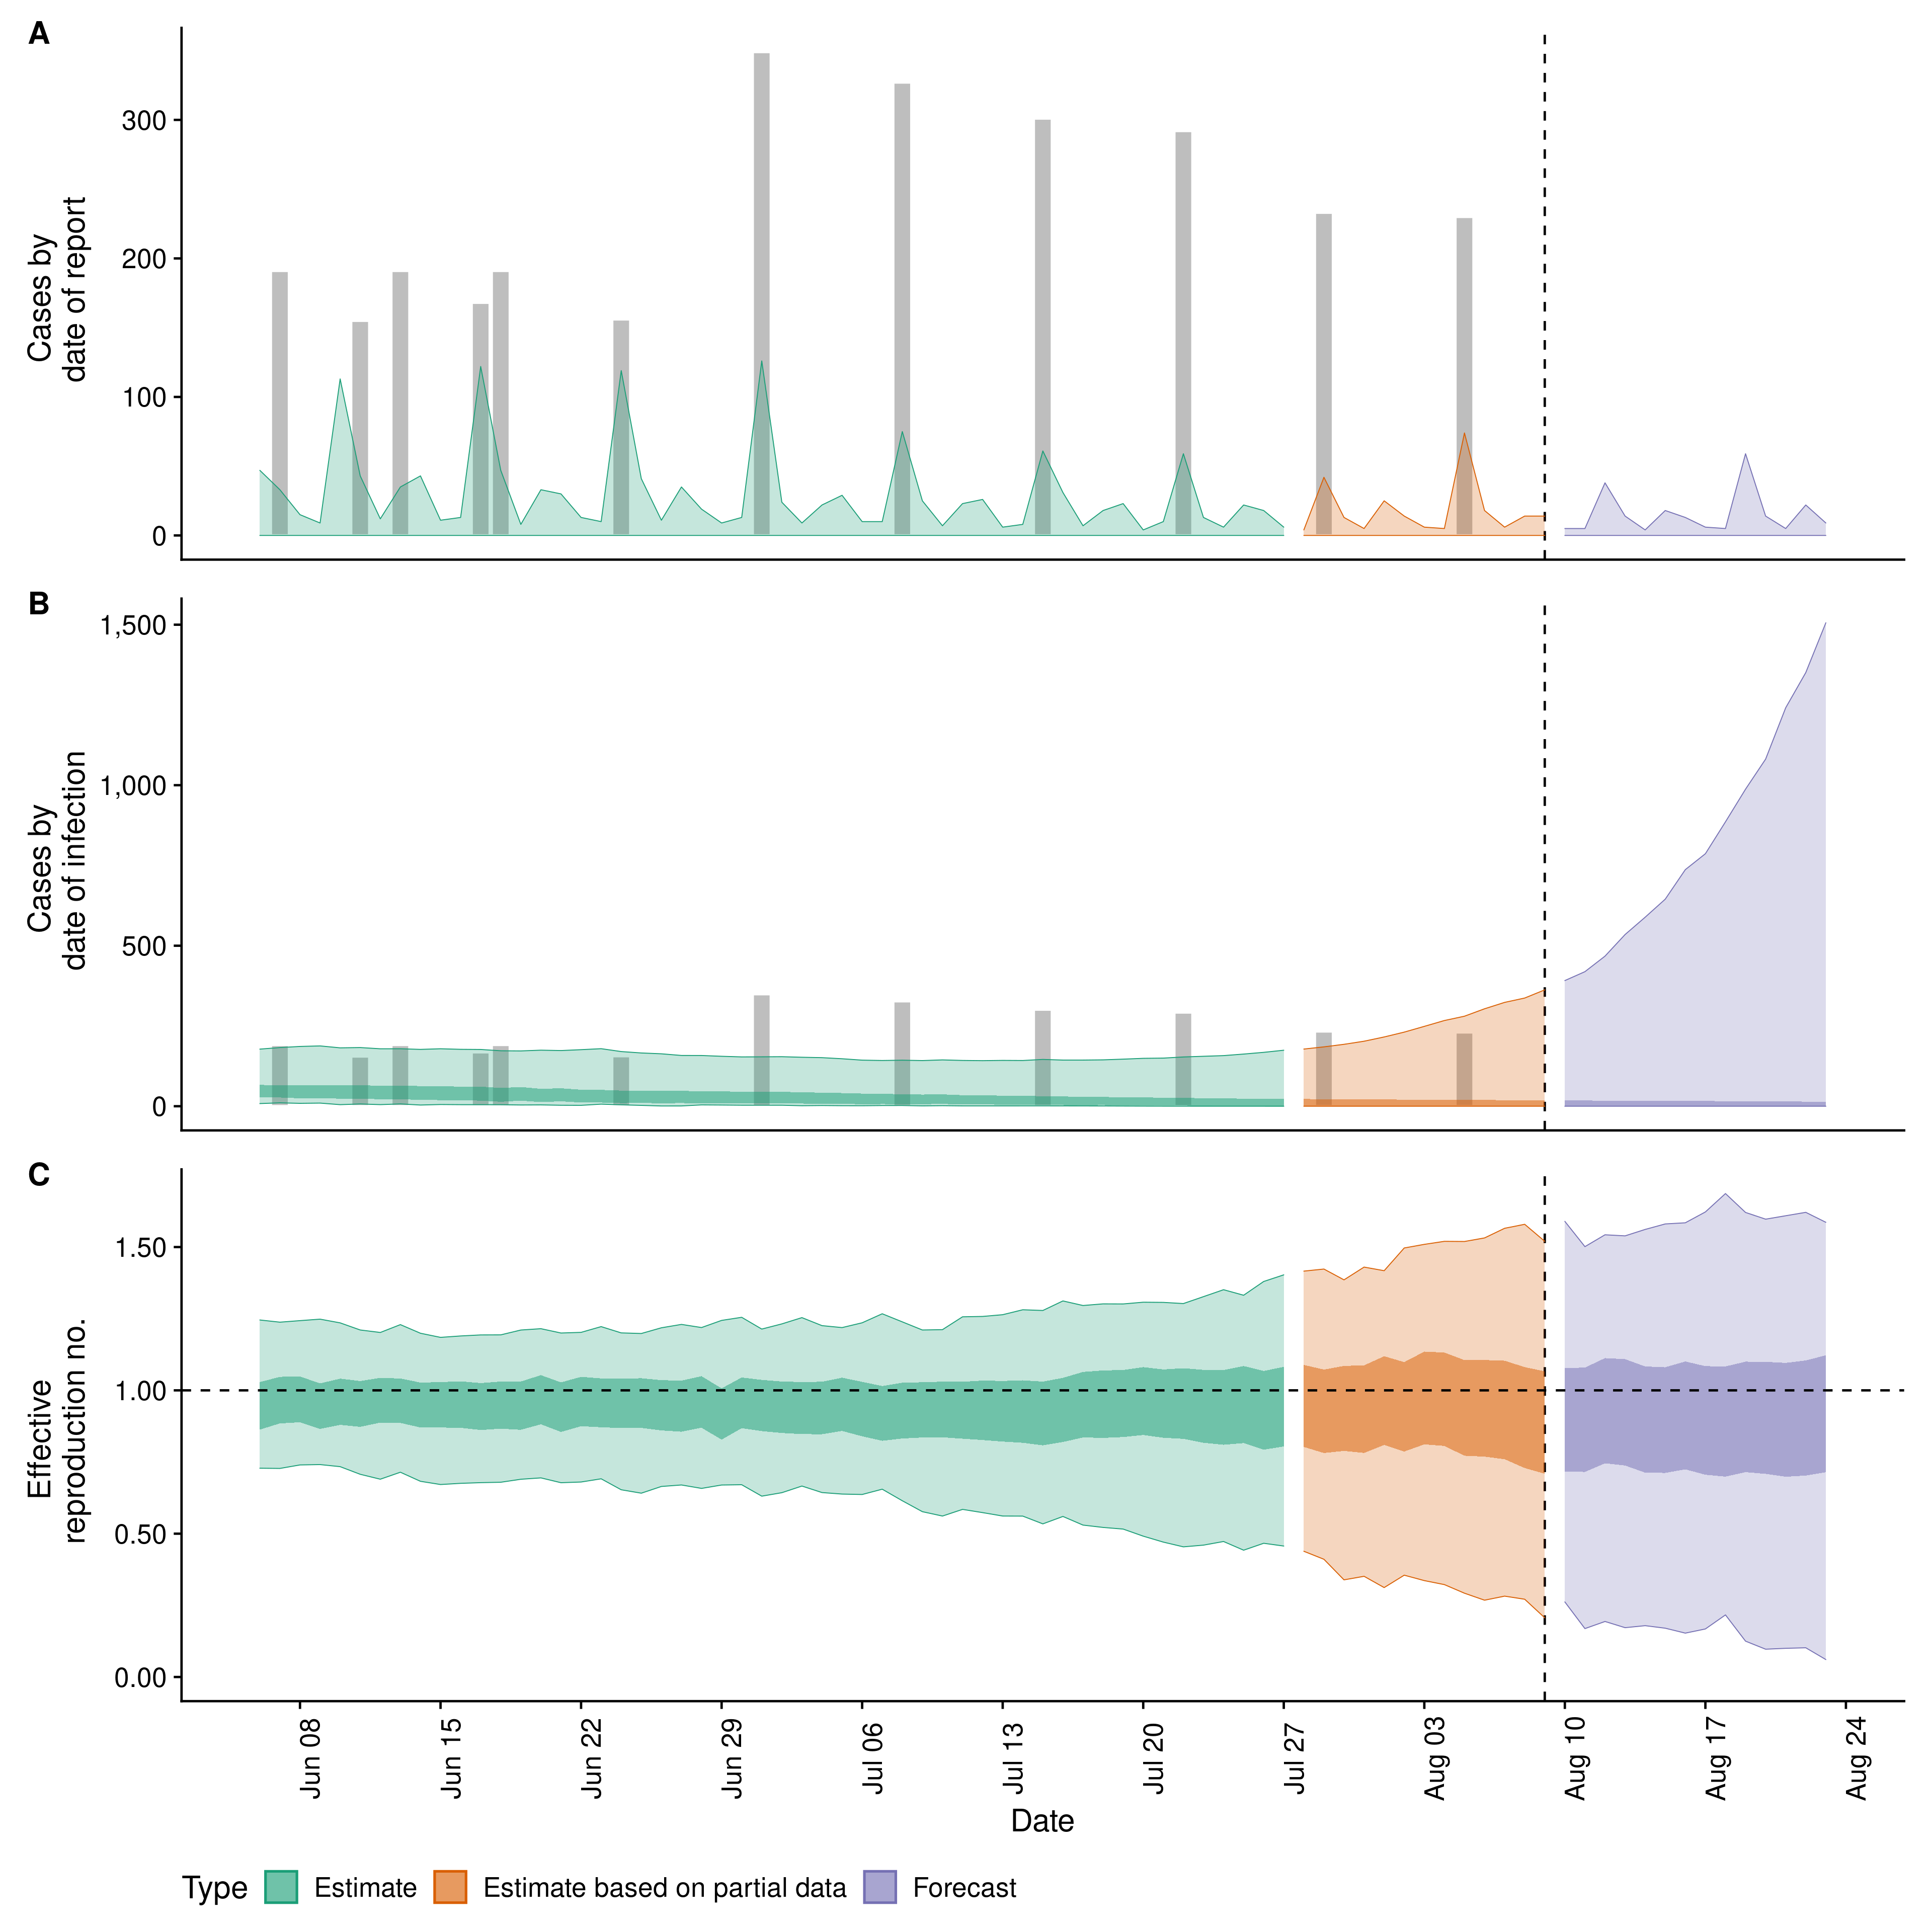 A
Cases by
date of report
300
200
100
0
B
Cases by
date of infection
1,500
1,000
500
0
C
Effective
reproduction no.
1.50
1.00
0.50
0.00
Jun 08
Jun 15
Jun 22
Jun 29
Jul 06
Jul 13
Jul 20
Jul 27
Aug 03
Aug 10
Aug 17
Aug 24
Date
Type Estimate Estimate based on partial data Forecast